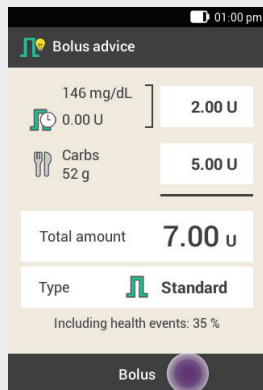 01:00 pm
Bolus advice
146 mg/dL
0.00 U
2.00 U
Carbs
52 g
5.00 U
Total amount 7.00 U
Type Standard
Including health events: 35 %
Bolus